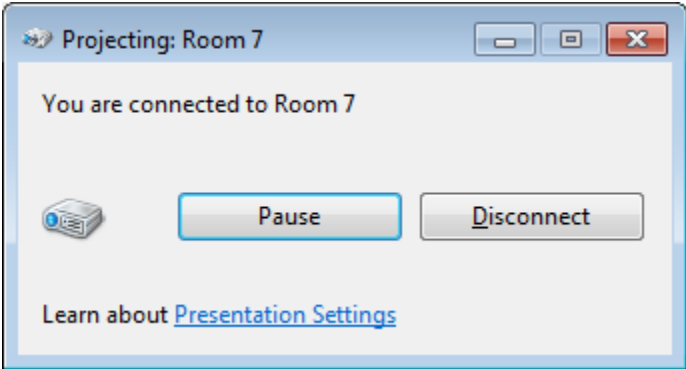 Projecting: Room 7
You are connected to Room 7
Pause Disconnect
Learn about Presentation Settings